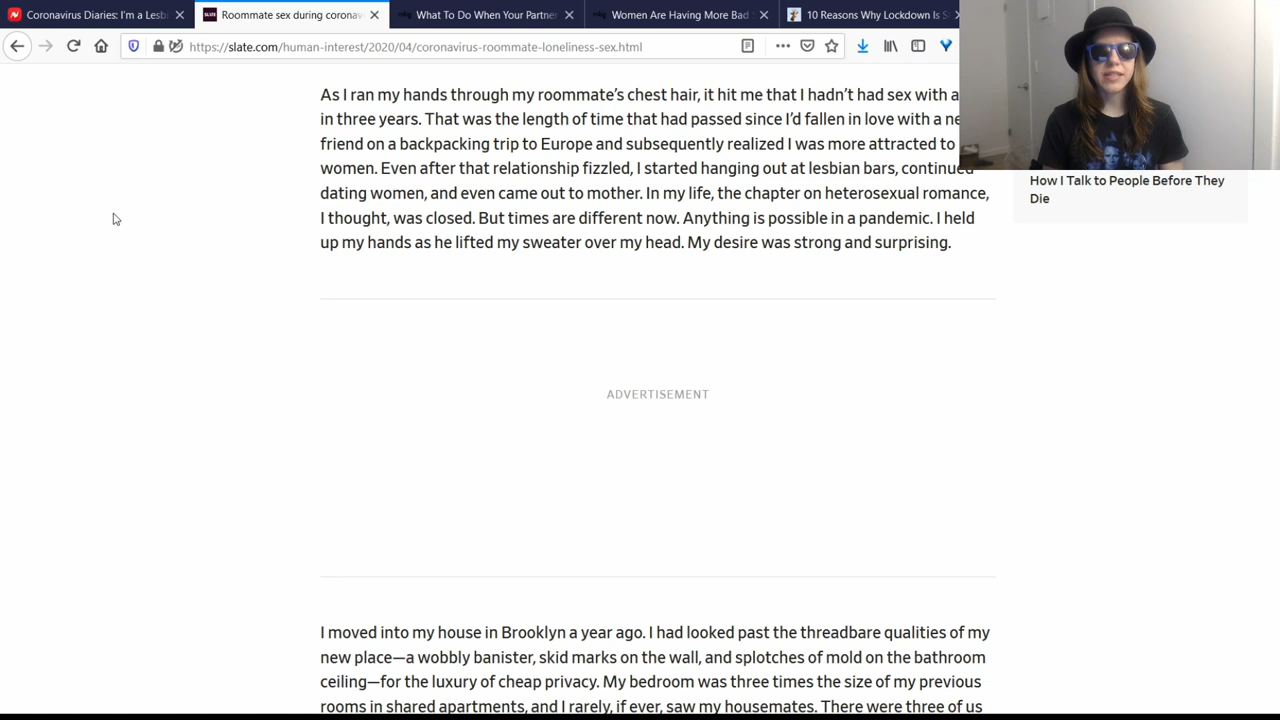 Coronavirus Diaries: I'm a Lesbi
Roommate sex during coronav
What To Do When Your Partner
Women Are Having More Bad S
10 Reasons Why Lockdown Is S
https://slate.com/human-interest/2020/04/coronavirus-roommate-loneliness-sex.html
As I ran my hands through my roommate's chest hair, it hit me that I hadn't had sex with a
in three years. That was the length of time that had passed since I'd fallen in love with a ne
friend on a backpacking trip to Europe and subsequently realized I was more attracted to
women. Even after that relationship fizzled, I started hanging out at lesbian bars, continued
dating women, and even came out to mother. In my life, the chapter on heterosexual romance,
I thought, was closed. But times are different now. Anything is possible in a pandemic. I held
up my hands as he lifted my sweater over my head. My desire was strong and surprising.
How I Talk to People Before They
Die
ADVERTISEMENT
I moved into my house in Brooklyn a year ago. I had looked past the threadbare qualities of my
new place—a wobbly banister, skid marks on the wall, and splotches of mold on the bathroom
ceiling—for the luxury of cheap privacy. My bedroom was three times the size of my previous
rooms in shared apartments, and I rarely, if ever, saw my housemates. There were three of us